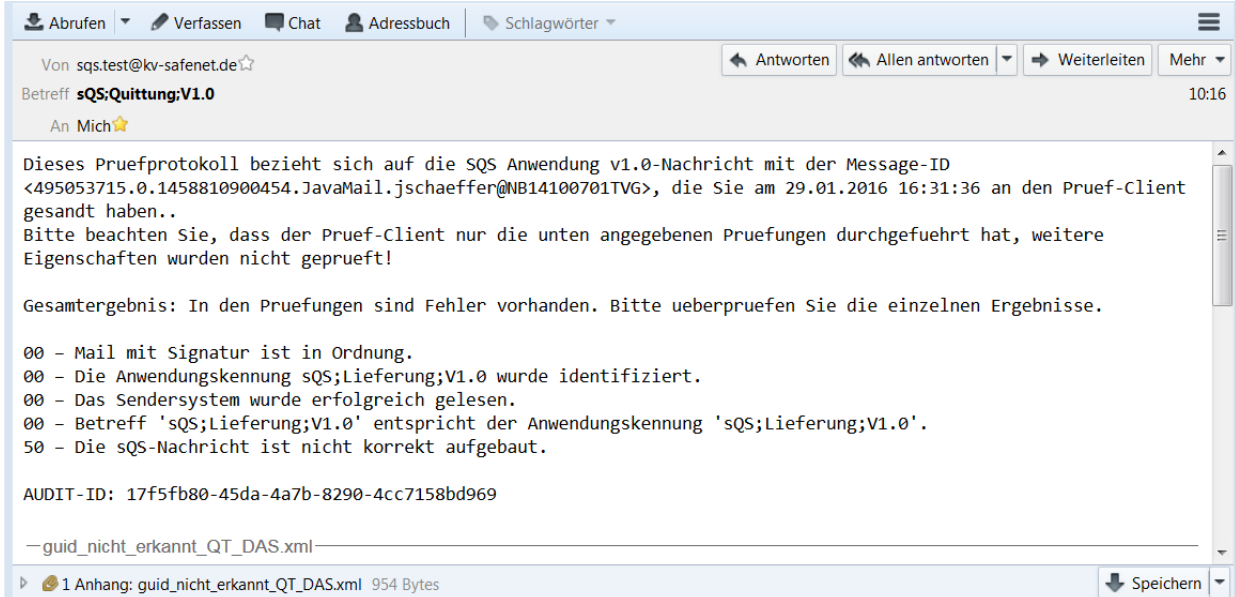 Abrufen Verfassen Chat Adressbuch Schlagwörter
Von sqs.test@kv-safenet.de Antworten Allen antworten Weiterleiten Mehr
Betreff sQS;Quittung;V1.0 10:16
An Mich
Dieses Pruefprotokoll bezieht sich auf die SQS Anwendung v1.0-Nachricht mit der Message-ID
<495053715.0.1458810900454.JavaMail.jschaeffer@NB14100701TVG>, die Sie am 29.01.2016 16:31:36 an den Pruef-Client
gesandt haben..
Bitte beachten Sie, dass der Pruef-Client nur die unten angegebenen Pruefungen durchgefuehrt hat, weitere
Eigenschaften wurden nicht geprueft!
Gesamtergebnis: In den Pruefungen sind Fehler vorhanden. Bitte ueberpruefen Sie die einzelnen Ergebnisse.
00 – Mail mit Signatur ist in Ordnung.
00 – Die Anwendungskennung sQS;Lieferung;V1.0 wurde identifiziert.
00 – Das Sendersystem wurde erfolgreich gelesen.
00 – Betreff 'sQS;Lieferung;V1.0' entspricht der Anwendungskennung 'sQS;Lieferung;V1.0'.
50 – Die sQS-Nachricht ist nicht korrekt aufgebaut.
AUDIT-ID: 17f5fb80-45da-4a7b-8290-4cc7158bd969
guid_nicht_erkannt_QT_DAS.xml
1 Anhang: guid_nicht_erkannt_QT_DAS.xml 954 Bytes Speichern